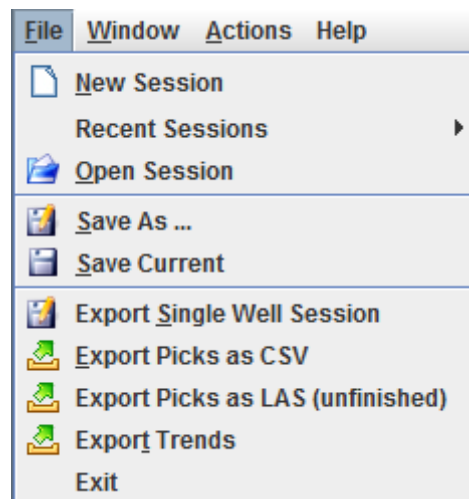 File Window Actions Help
New Session
Recent Sessions
Open Session
Save As ...
Save Current
Export Single Well Session
Export Picks as CSV
Export Picks as LAS (unfinished)
Export Trends
Exit